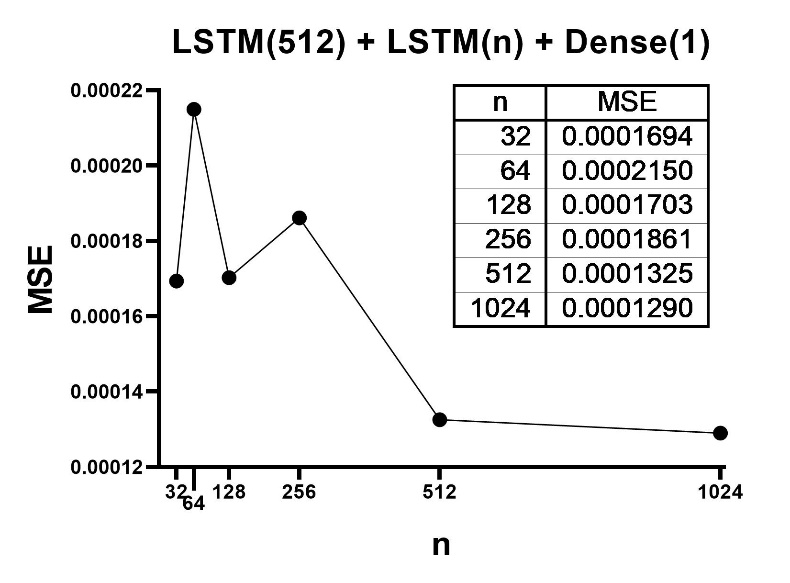 LSTM(512) + LSTM(n) + Dense(1)
0.00022
0.00020
0.00018
0.00016
0.00014
0.00012
MSE
n MSE
32 0.0001694
64 0.0002150
128 0.0001703
256 0.0001861
512 0.0001325
1024 0.0001290
32 64 128 256 512 1024
n